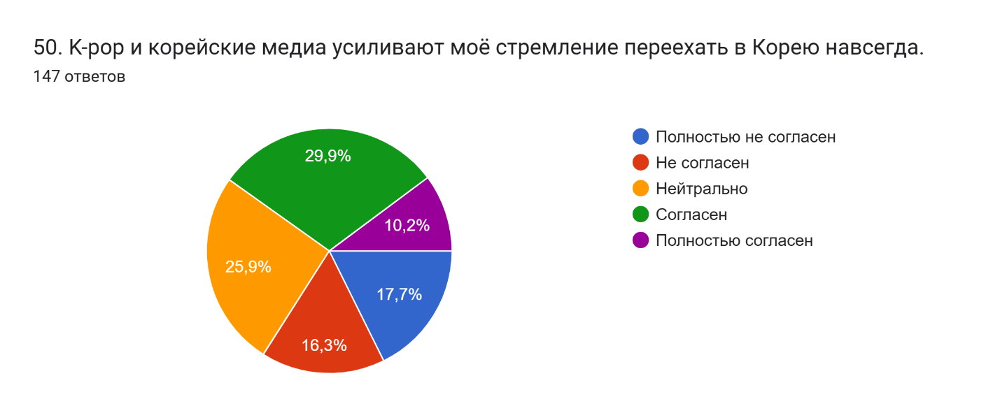 50. K-pop и корейские медиа усиливают моё стремление переехать в Корею навсегда.
147 ответов
29,9%
10,2%
25,9%
17,7%
16,3%
Полностью не согласен
Не согласен
Нейтрально
Согласен
Полностью согласен